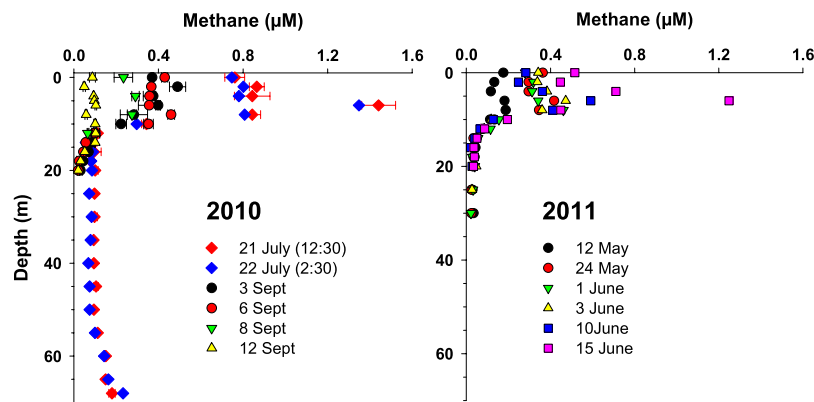 Methane (µM)
0.0 0.4 0.8 1.2 1.6
0
20
40
60
Depth (m)
2010
21 July (12:30)
22 July (2:30)
3 Sept
6 Sept
8 Sept
12 Sept
Methane (µM)
0.0 0.4 0.8 1.2 1.6
0
20
40
60
2011
12 May
24 May
1 June
3 June
10June
15 June